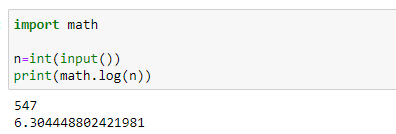 import math
n=int(input())
print(math.log(n))
547
6.304448802421981